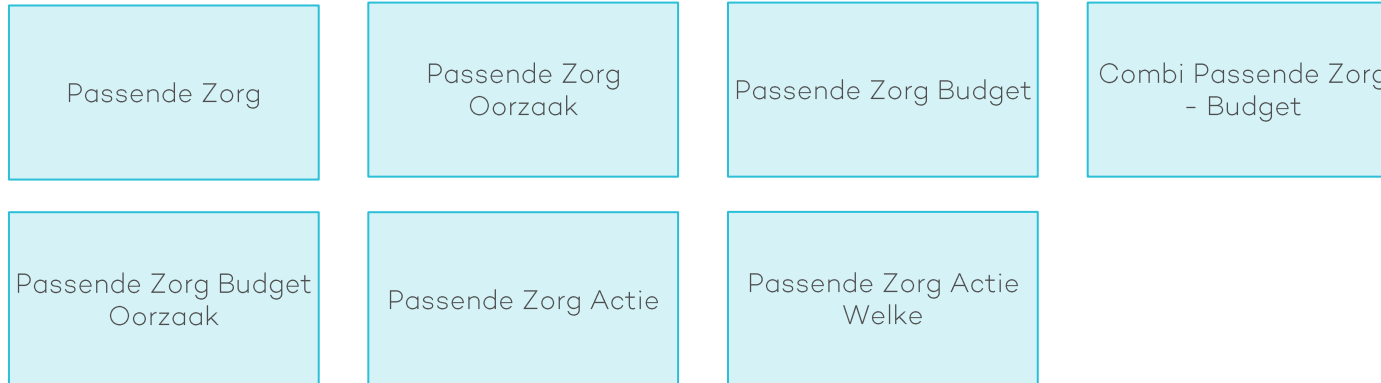 Passende Zorg
Passende Zorg
Oorzaak
Passende Zorg Budget
Combi Passende Zorg
- Budget
Passende Zorg Budget
Oorzaak
Passende Zorg Actie
Passende Zorg Actie
Welke